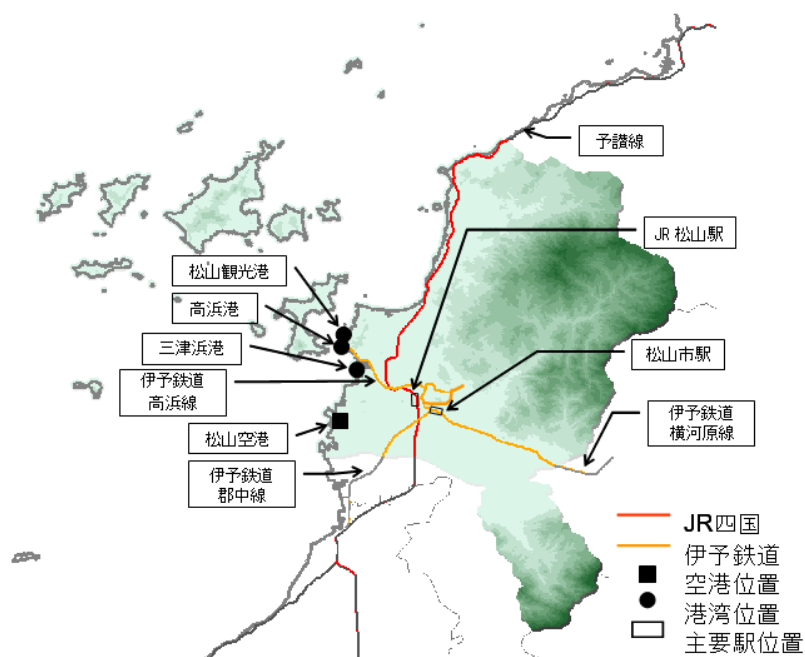 予讃線
JR 松山駅
松山観光港
高浜港
三津浜港
伊予鉄道
高浜線
松山市駅
伊予鉄道
横河原線
松山空港
伊予鉄道
郡中線
JR四国
伊予鉄道
空港位置
港湾位置
主要駅位置